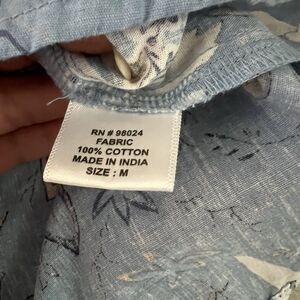 RN # 98024
FABRIC
100% COTTON
MADE IN INDIA
SIZE : M